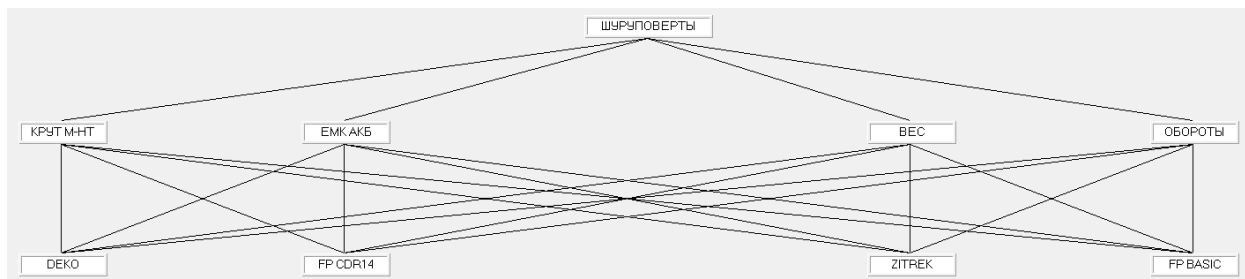 ШУРУПОВЕРТЫ
КРУТ М-НТ
ЕМК АКБ
ВЕС
ОБОРОТЫ
DEKO
FP CDR14
ZITREK
FP BASIC